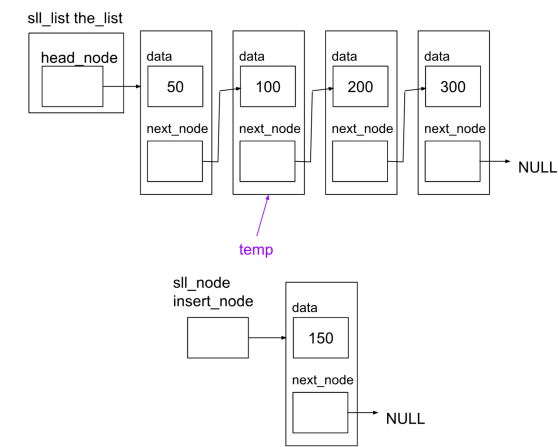 sll_list the_list
head_node
data
50
next_node
data
100
next_node
data
200
next_node
data
300
next_node
NULL
temp
sll_node
insert_node
data
150
next_node
NULL